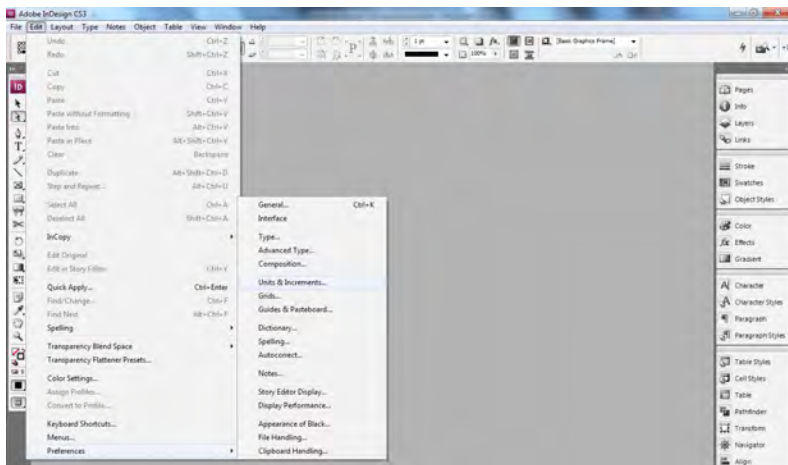 Adobe InDesign CS3
File Edit Layout Type Notes Object Table View Window Help
Undo Ctrl+Z
Redo Shift+Ctrl+Z
Cut Ctrl+X
Copy Ctrl+C
Paste Ctrl+V
Paste without Formatting Shift+Ctrl+V
Paste Into Alt+Ctrl+V
Paste in Place Alt+Shift+Ctrl+V
Clear Backspace
Duplicate Alt+Shift+Ctrl+D
Step and Repeat... Alt+Ctrl+U
Select All Ctrl+A
Deselect All Shift+Ctrl+A
InCopy
Edit Original
Edit in Story Editor Ctrl+Y
Quick Apply... Ctrl+Enter
Find/Change... Ctrl+F
Find Next Alt+Ctrl+F
Spelling
Transparency Blend Space
Transparency Flattener Presets...
Color Settings...
Assign Profiles...
Convert to Profile...
Keyboard Shortcuts...
Menus...
Preferences
General... Ctrl+K
Interface
Type...
Advanced Type...
Composition...
Units & Increments...
Grids...
Guides & Pasteboard...
Dictionary...
Spelling...
Autocorrect...
Notes...
Story Editor Display...
Display Performance...
Appearance of Black...
File Handling...
Clipboard Handling...
1 pt
100%
[Basic Graphics Frame]
Pages
Info
Layers
Links
Stroke
Swatches
Object Styles
Color
Effects
Gradient
Character
Character Styles
Paragraph
Paragraph Styles
Table Styles
Cell Styles
Table
Pathfinder
Transform
Navigator
Align